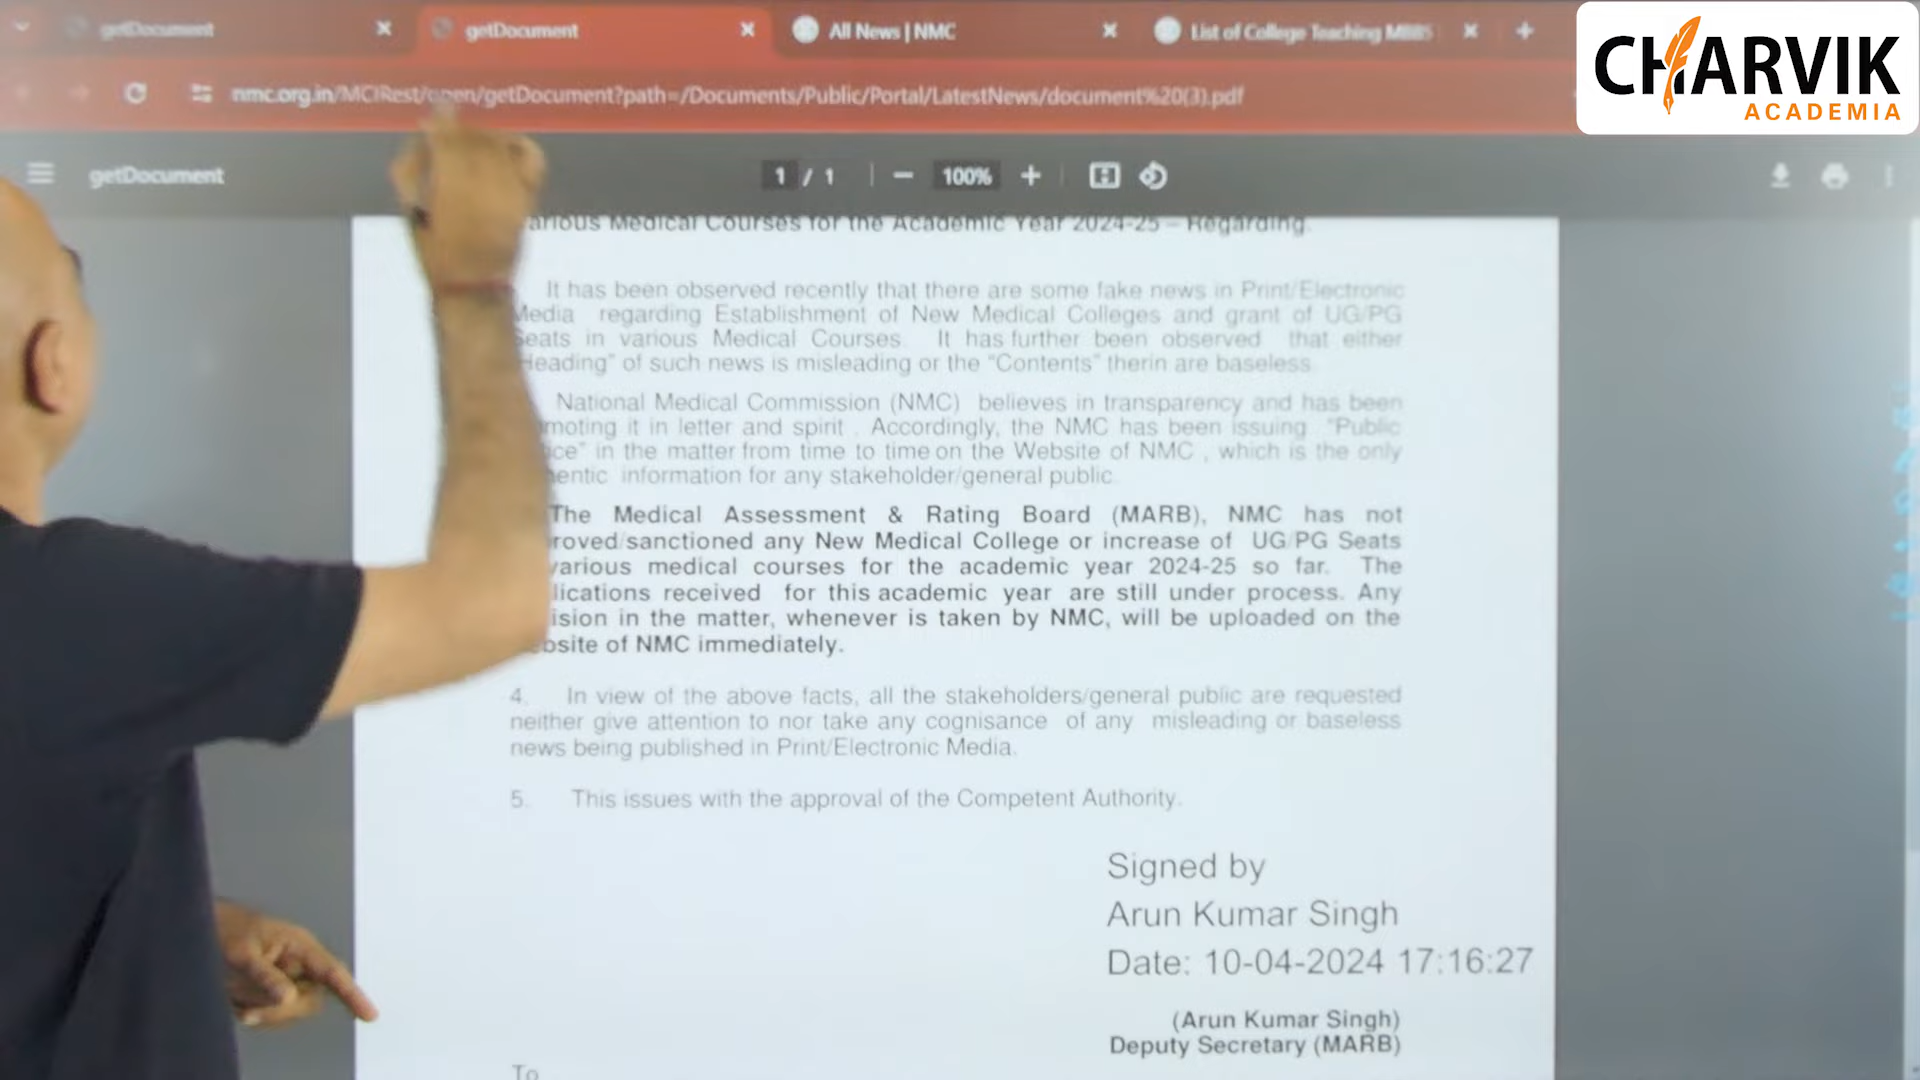 getDocument
getDocument
All News | NMC
List of College Teaching MBBS
CHARVIK
ACADEMIA
nmc.org.in/MCIRest/open/getDocument?path=/Documents/Public/Portal/LatestNews/document%20(3).pdf
getDocument
1 / 1
100%
Medical Courses for the Academic Year 2024-25 – Regarding.
It has been observed recently that there are some fake news in Print/Electronic
Media regarding Establishment of New Medical Colleges and grant of UG/PG
Seats in various Medical Courses. It has further been observed that either
of such news is misleading or the “Contents” therin are baseless.
National Medical Commission (NMC) believes in transparency and has been
it in letter and spirit . Accordingly, the NMC has been issuing “Public
in the matter from time to time on the Website of NMC , which is the only
information for any stakeholder/general public.
The Medical Assessment & Rating Board (MARB), NMC has not
any New Medical College or increase of UG/PG Seats
various medical courses for the academic year 2024-25 so far. The
received for this academic year are still under process. Any
in the matter, whenever is taken by NMC, will be uploaded on the
of NMC immediately.
4. In view of the above facts, all the stakeholders/general public are requested
neither give attention to nor take any cognisance of any misleading or baseless
news being published in Print/Electronic Media.
5. This issues with the approval of the Competent Authority.
Signed by
Arun Kumar Singh
Date: 10-04-2024 17:16:27
(Arun Kumar Singh)
Deputy Secretary (MARB)
To